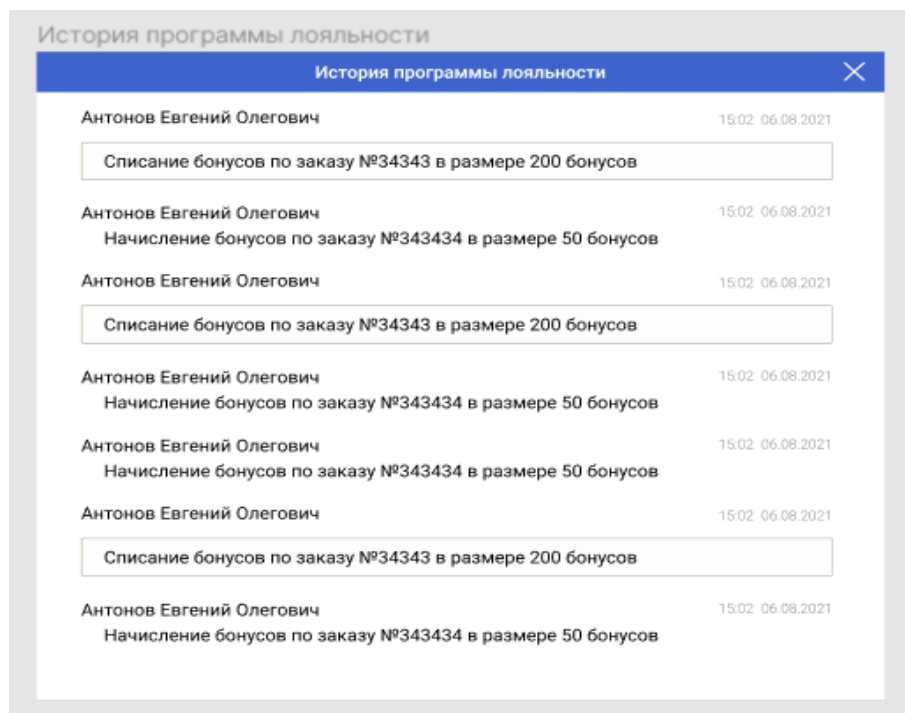 История программы лояльности
История программы лояльности
Антонов Евгений Олегович 15:02 06.08.2021
Списание бонусов по заказу №34343 в размере 200 бонусов
Антонов Евгений Олегович 15:02 06.08.2021
Начисление бонусов по заказу №343434 в размере 50 бонусов
Антонов Евгений Олегович 15:02 06.08.2021
Списание бонусов по заказу №34343 в размере 200 бонусов
Антонов Евгений Олегович 15:02 06.08.2021
Начисление бонусов по заказу №343434 в размере 50 бонусов
Антонов Евгений Олегович 15:02 06.08.2021
Начисление бонусов по заказу №343434 в размере 50 бонусов
Антонов Евгений Олегович 15:02 06.08.2021
Списание бонусов по заказу №34343 в размере 200 бонусов
Антонов Евгений Олегович 15:02 06.08.2021
Начисление бонусов по заказу №343434 в размере 50 бонусов